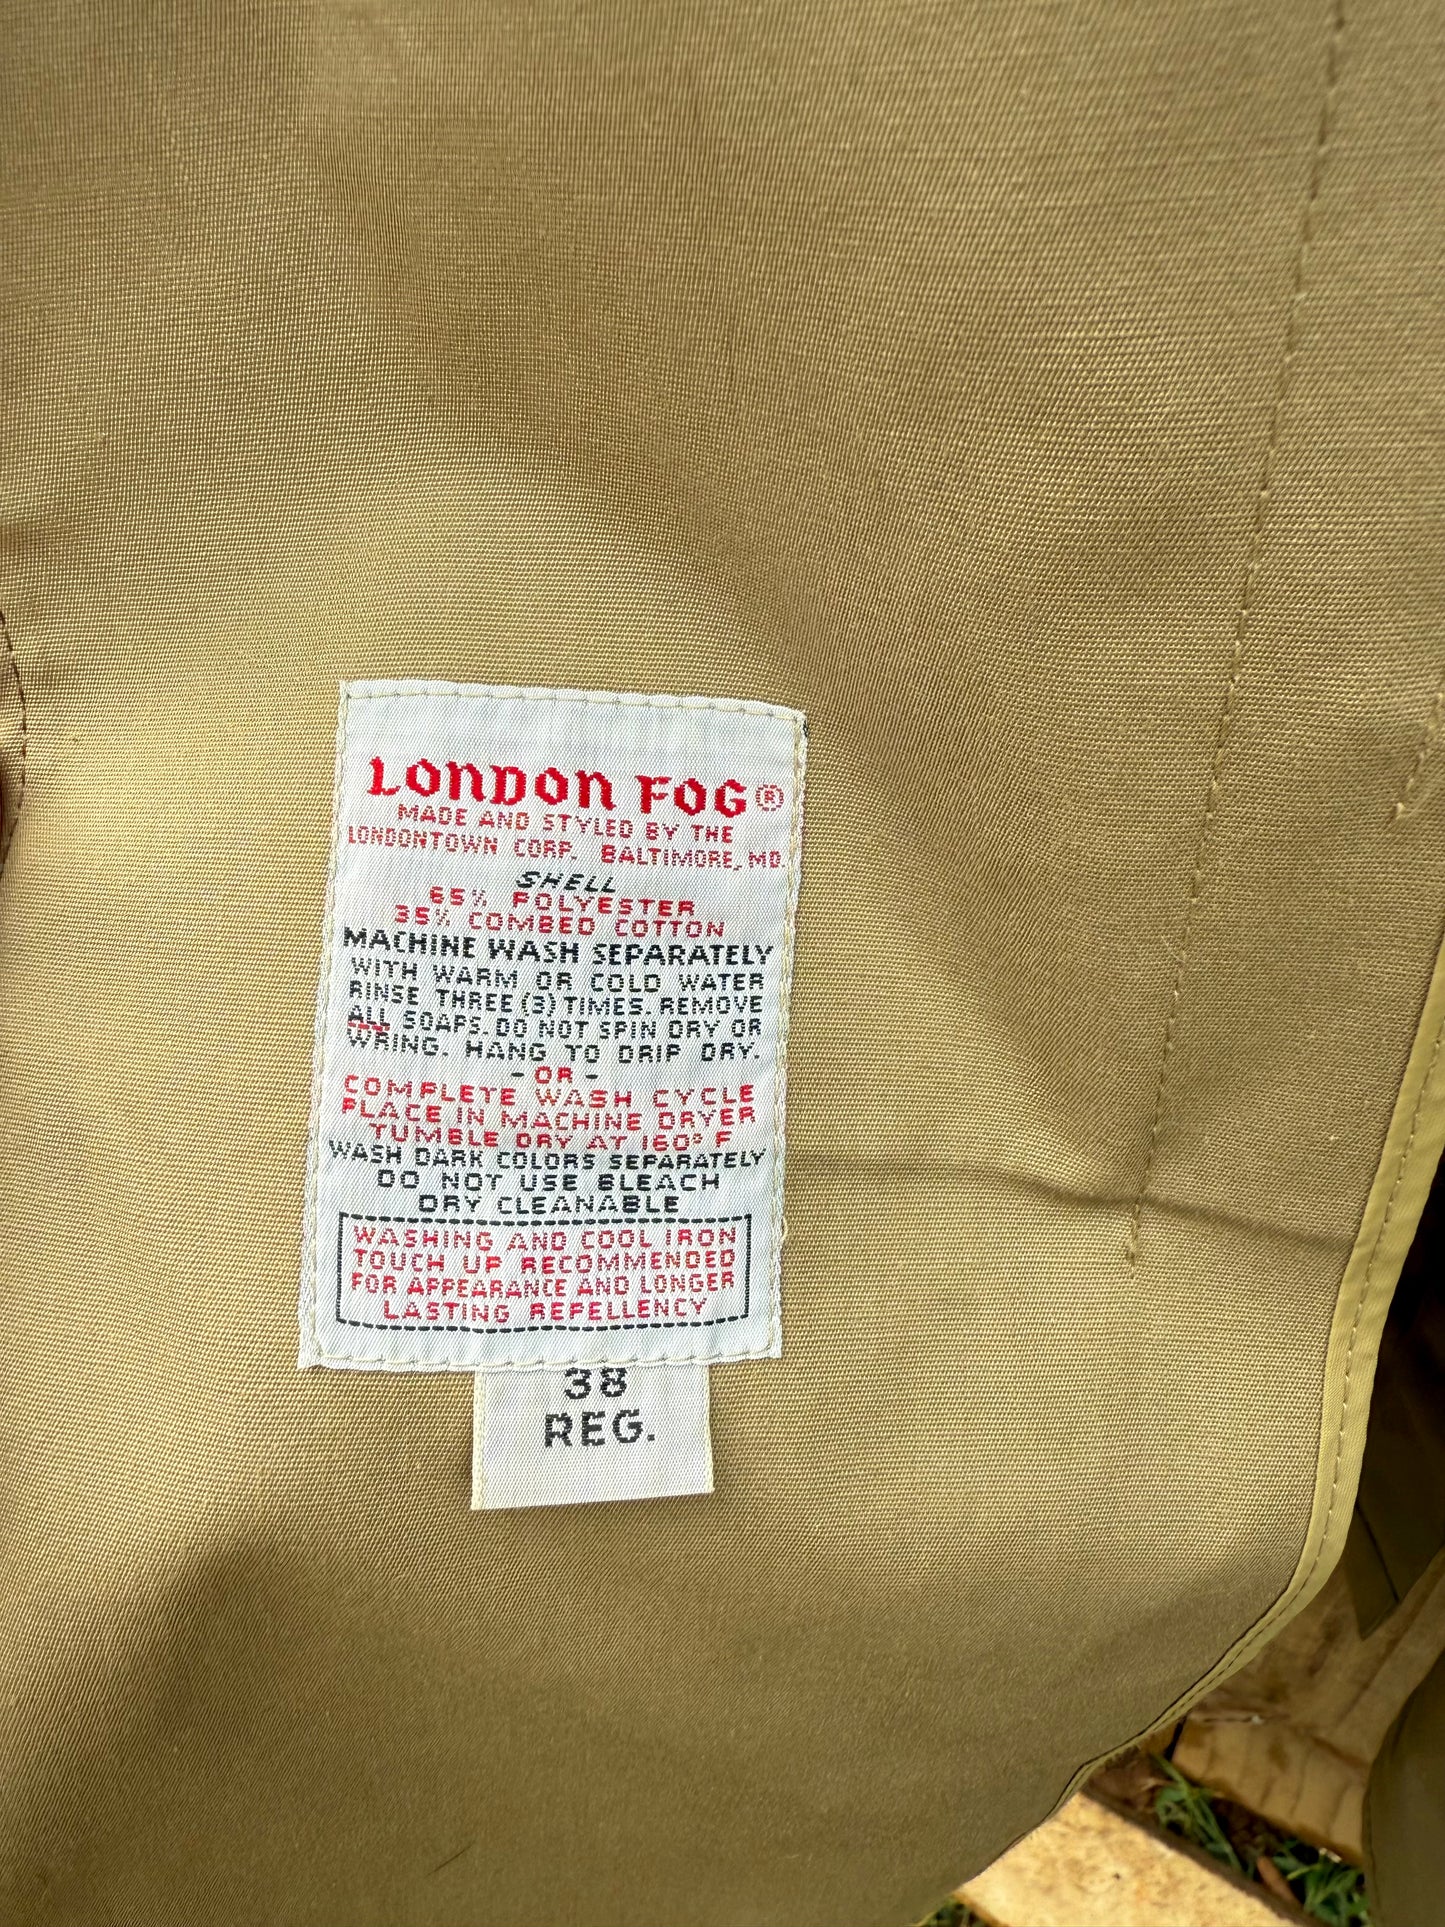 LONDON FOG®
MADE AND STYLED BY THE
LONDONTOWN CORP. BALTIMORE, MD.
SHELL
65% POLYESTER
35% COMBED COTTON
MACHINE WASH SEPARATELY
WITH WARM OR COLD WATER
RINSE THREE (3) TIMES. REMOVE
ALL SOAPS. DO NOT SPIN DRY OR
WRING. HANG TO DRIP DRY.
- OR -
COMPLETE WASH CYCLE
PLACE IN MACHINE DRYER
TUMBLE DRY AT 160° F
WASH DARK COLORS SEPARATELY
DO NOT USE BLEACH
DRY CLEANABLE
WASHING AND COOL IRON
TOUCH UP RECOMMENDED
FOR APPEARANCE AND LONGER
LASTING REPELLENCY
38
REG.